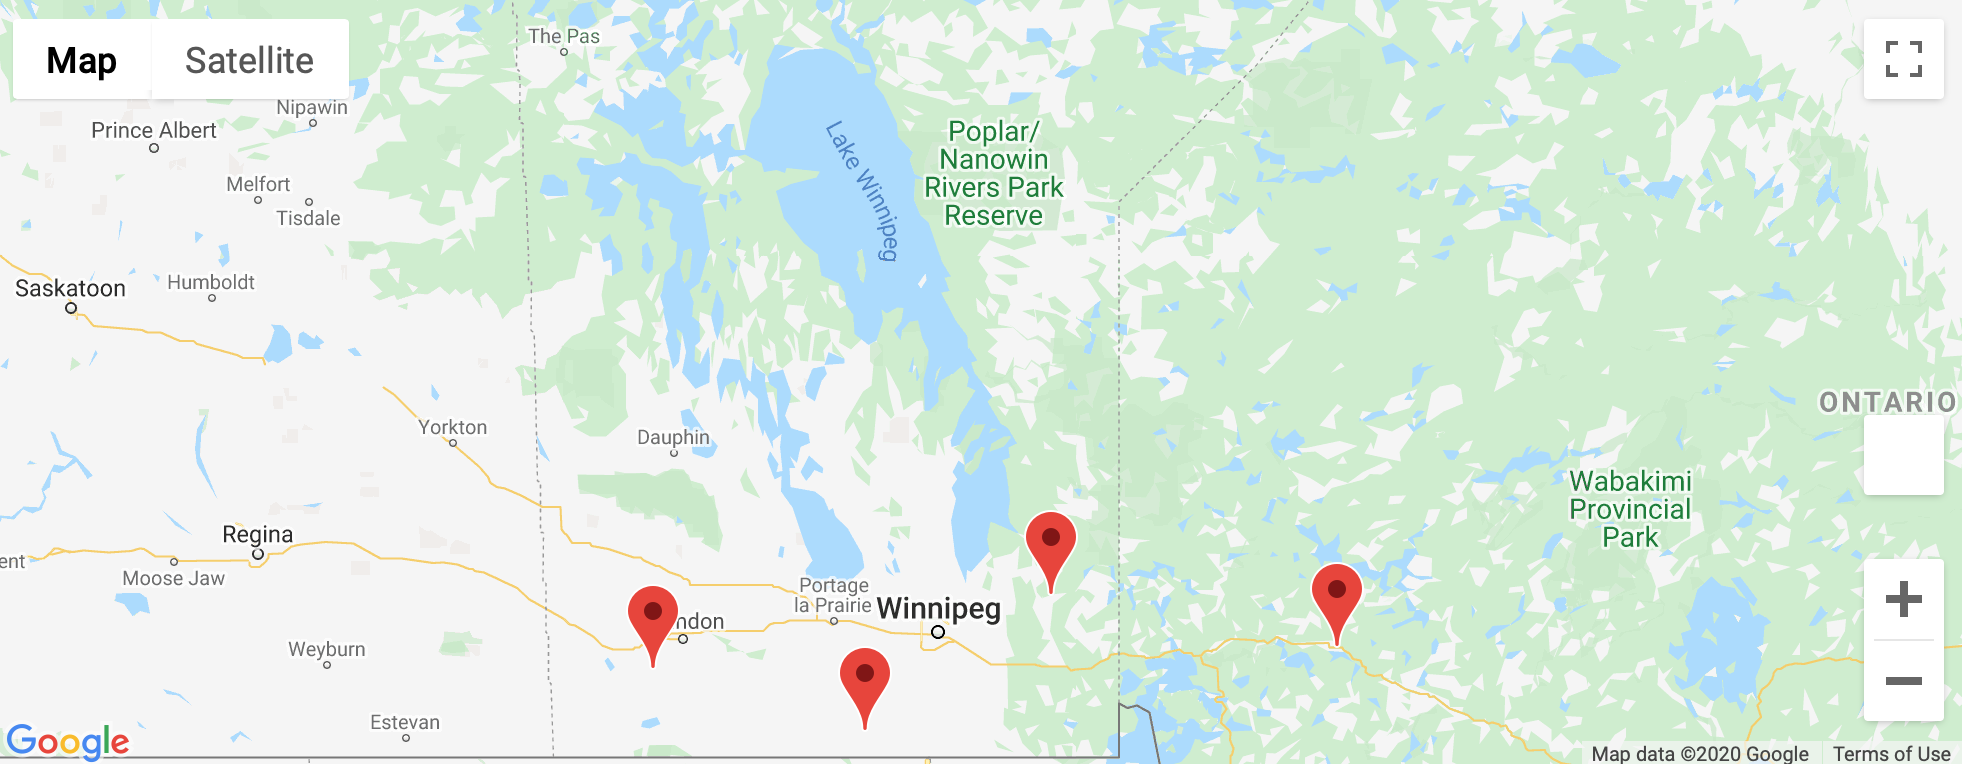 Map
Satellite
The Pas
Nipawin
Prince Albert
Melfort
Tisdale
Lake Winnipeg
Poplar/
Nanowin
Rivers Park
Reserve
Saskatoon
Humboldt
ONTARIO
Yorkton
Dauphin
Wabakimi
Provincial
Park
Regina
ent
Moose Jaw
Portage
la Prairie
Winnipeg
ndon
Weyburn
Estevan
Google
Map data ©2020 Google
Terms of Use